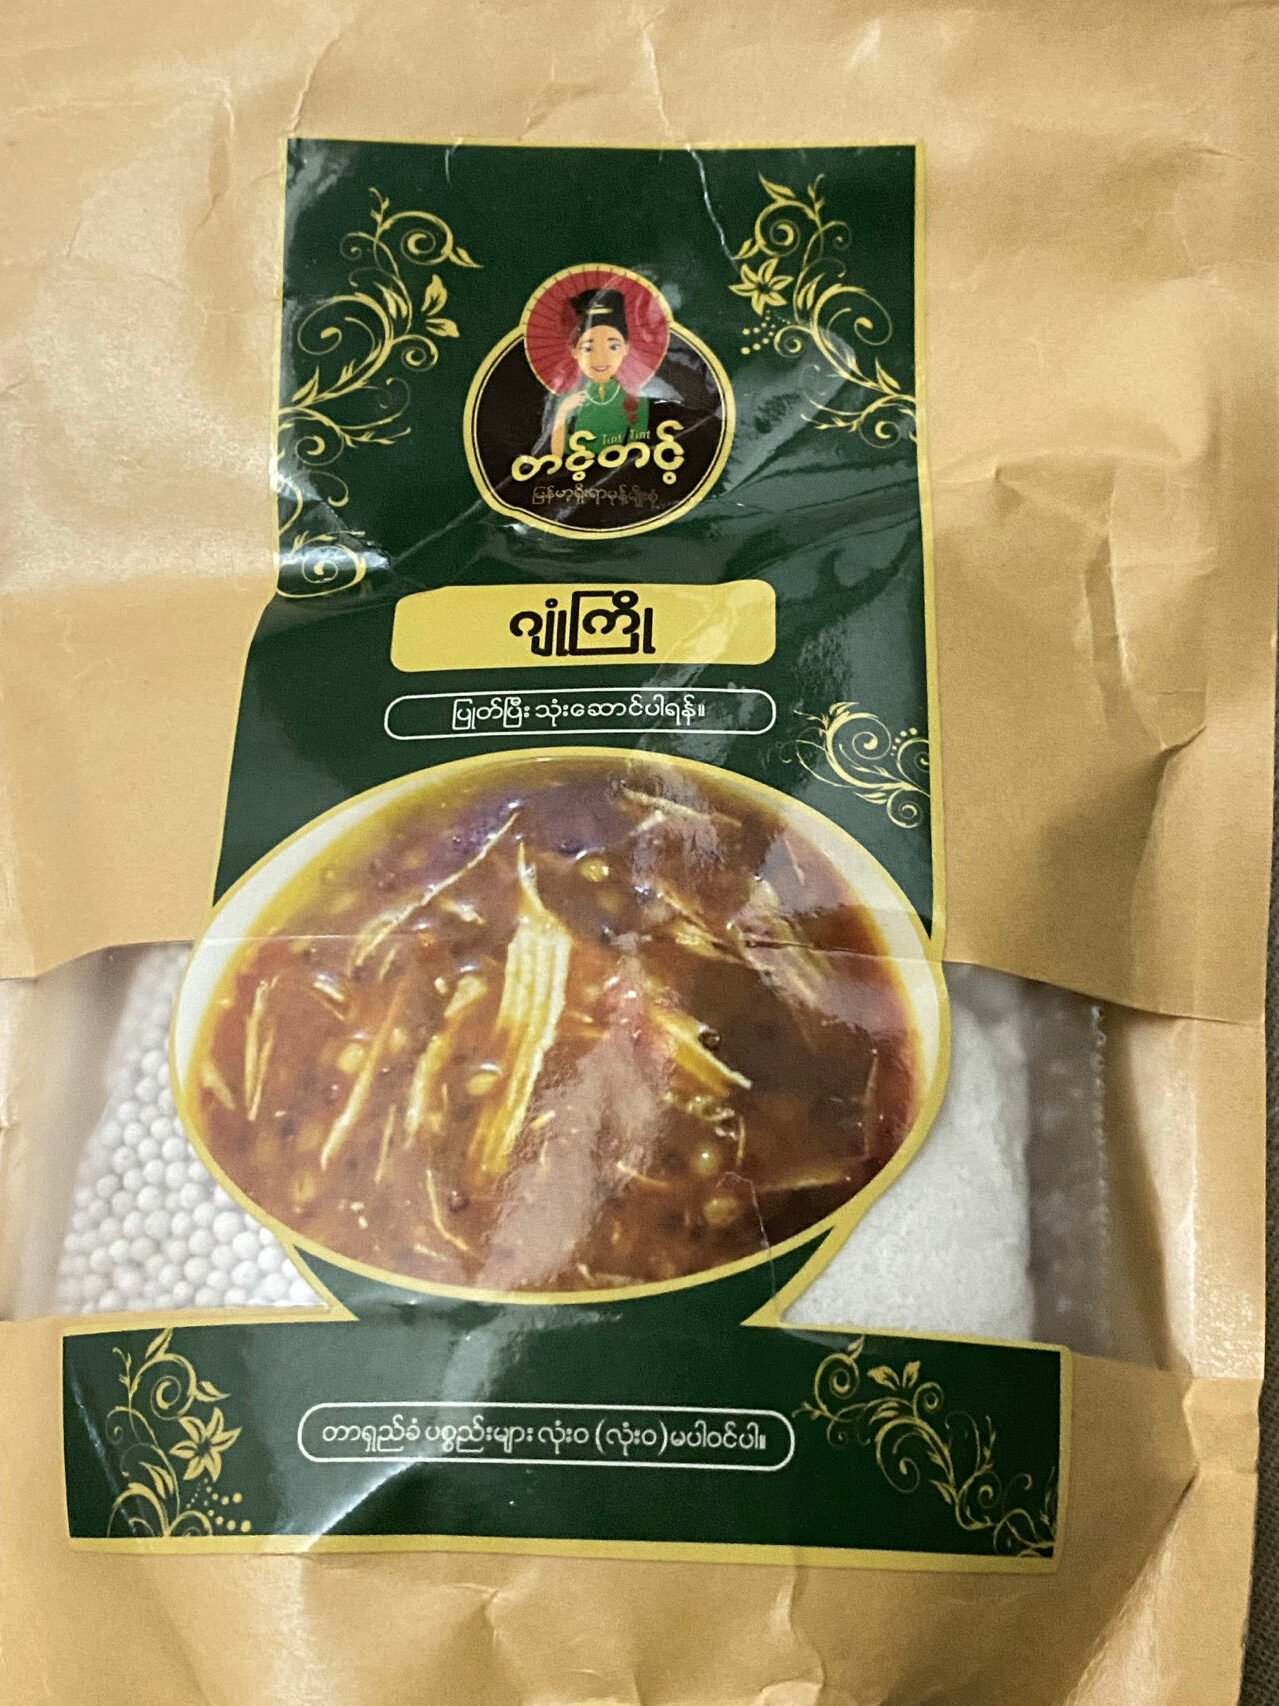 Tint Tint
တင့်တင့်
မြန်မာ့ရိုးရာမုန့်မျိုးစုံ
ဂျုံကြို
ပြုတ်ပြီး သုံးဆောင်ပါရန်။
တာရှည်ခံ ပစ္စည်းများ လုံးဝ (လုံးဝ) မပါဝင်ပါ။